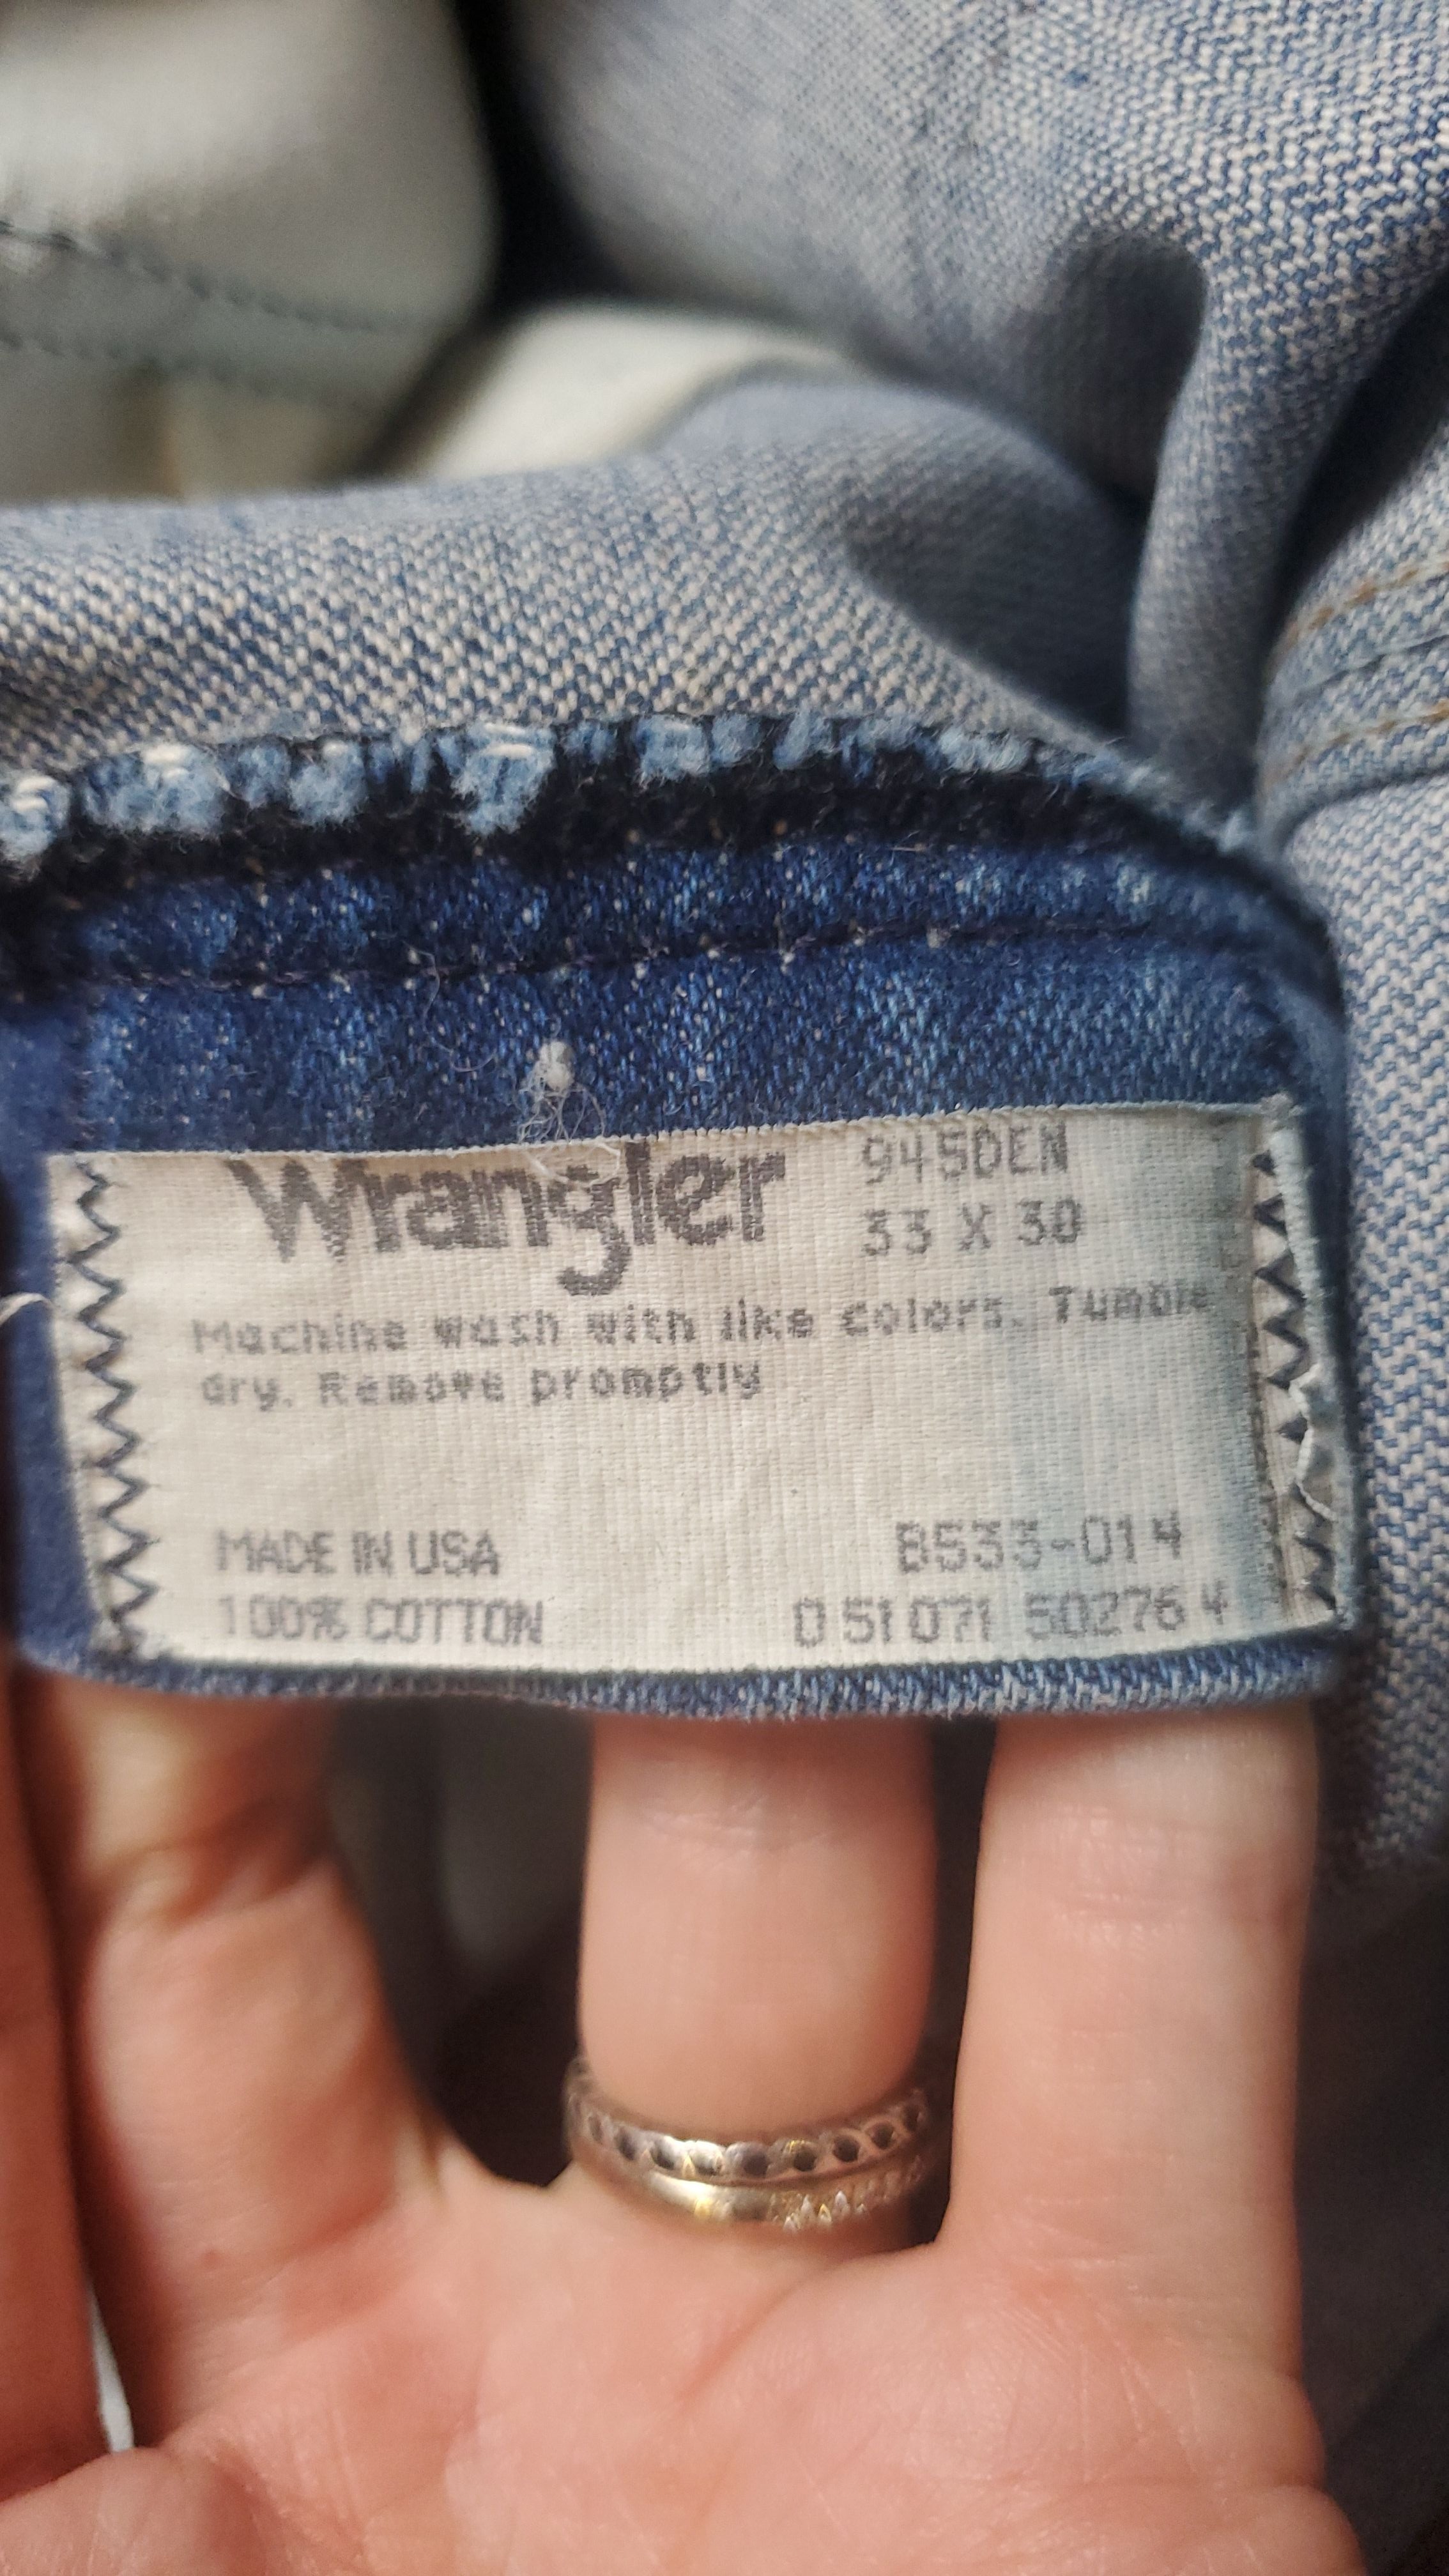 Wrangler 945DEN
33 X 30
Machine wash with like colors. Tumble
dry. Remove promptly
MADE IN USA B533-014
100% COTTON 0 51071 50276 4